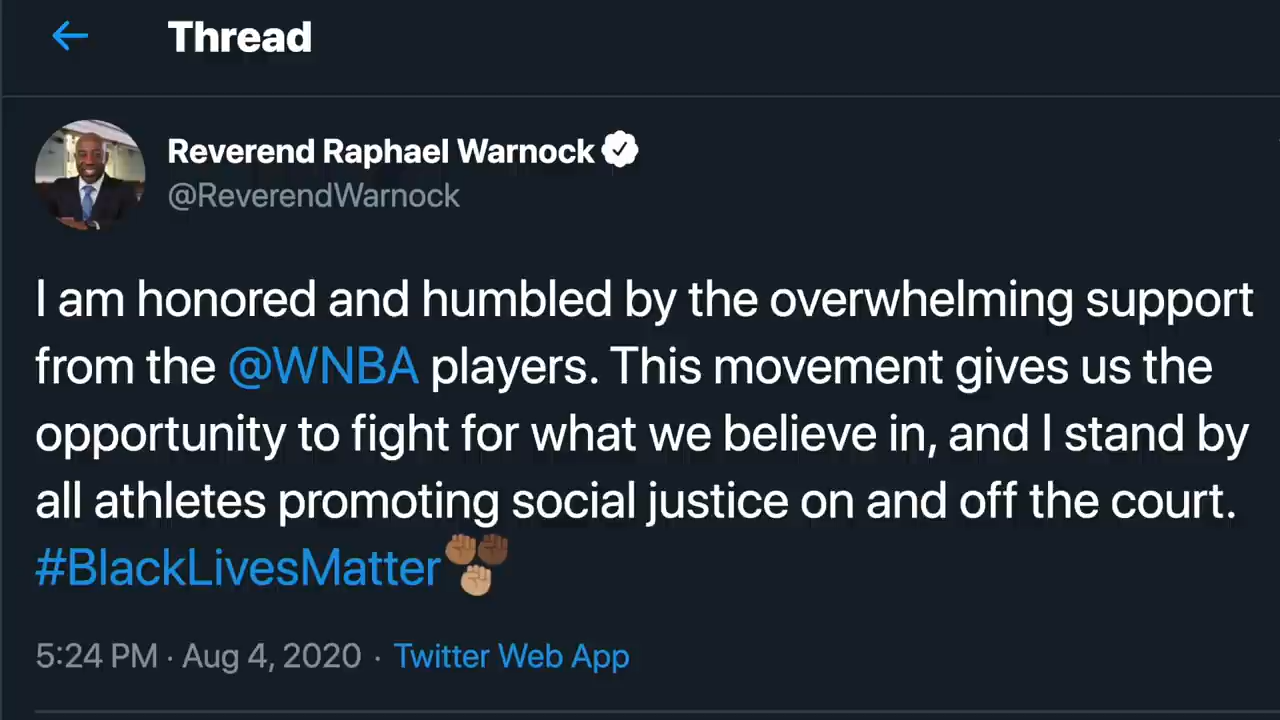 Thread
Reverend Raphael Warnock
@ReverendWarnock
I am honored and humbled by the overwhelming support
from the @WNBA players. This movement gives us the
opportunity to fight for what we believe in, and I stand by
all athletes promoting social justice on and off the court.
#BlackLivesMatter
5:24 PM · Aug 4, 2020 · Twitter Web App